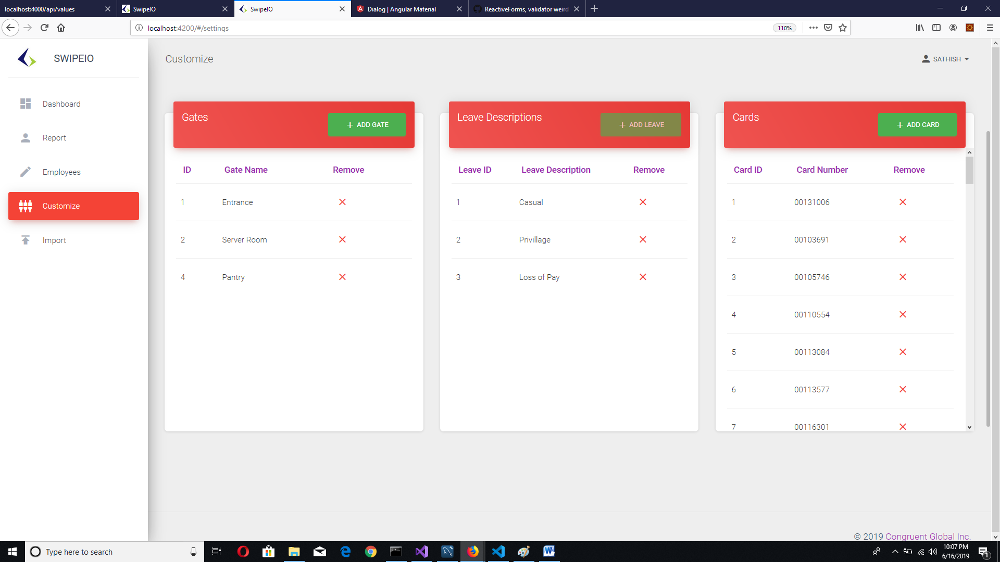 localhost:4000/api/values
SwipeIO
SwipeIO
Dialog | Angular Material
ReactiveForms, validator weird
localhost:4200/#/settings
110%
SWIPEIO
Customize
SATHISH
Dashboard
Report
Employees
Customize
Import
Gates
+ ADD GATE
ID Gate Name Remove
1 Entrance
2 Server Room
4 Pantry
Leave Descriptions
+ ADD LEAVE
Leave ID Leave Description Remove
1 Casual
2 Privillage
3 Loss of Pay
Cards
+ ADD CARD
Card ID Card Number Remove
1 00131006
2 00103691
3 00105746
4 00110554
5 00113084
6 00113577
7 00116301
© 2019 Congruent Global Inc.
Type here to search
10:07 PM
6/16/2019
1